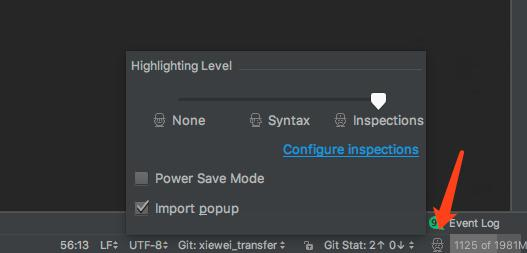 Highlighting Level
None
Syntax
Inspections
Configure inspections
Power Save Mode
Import popup
Event Log
56:13 LF UTF-8 Git: xiewei_transfer Git Stat: 2↑ 0↓ 1125 of 1981M